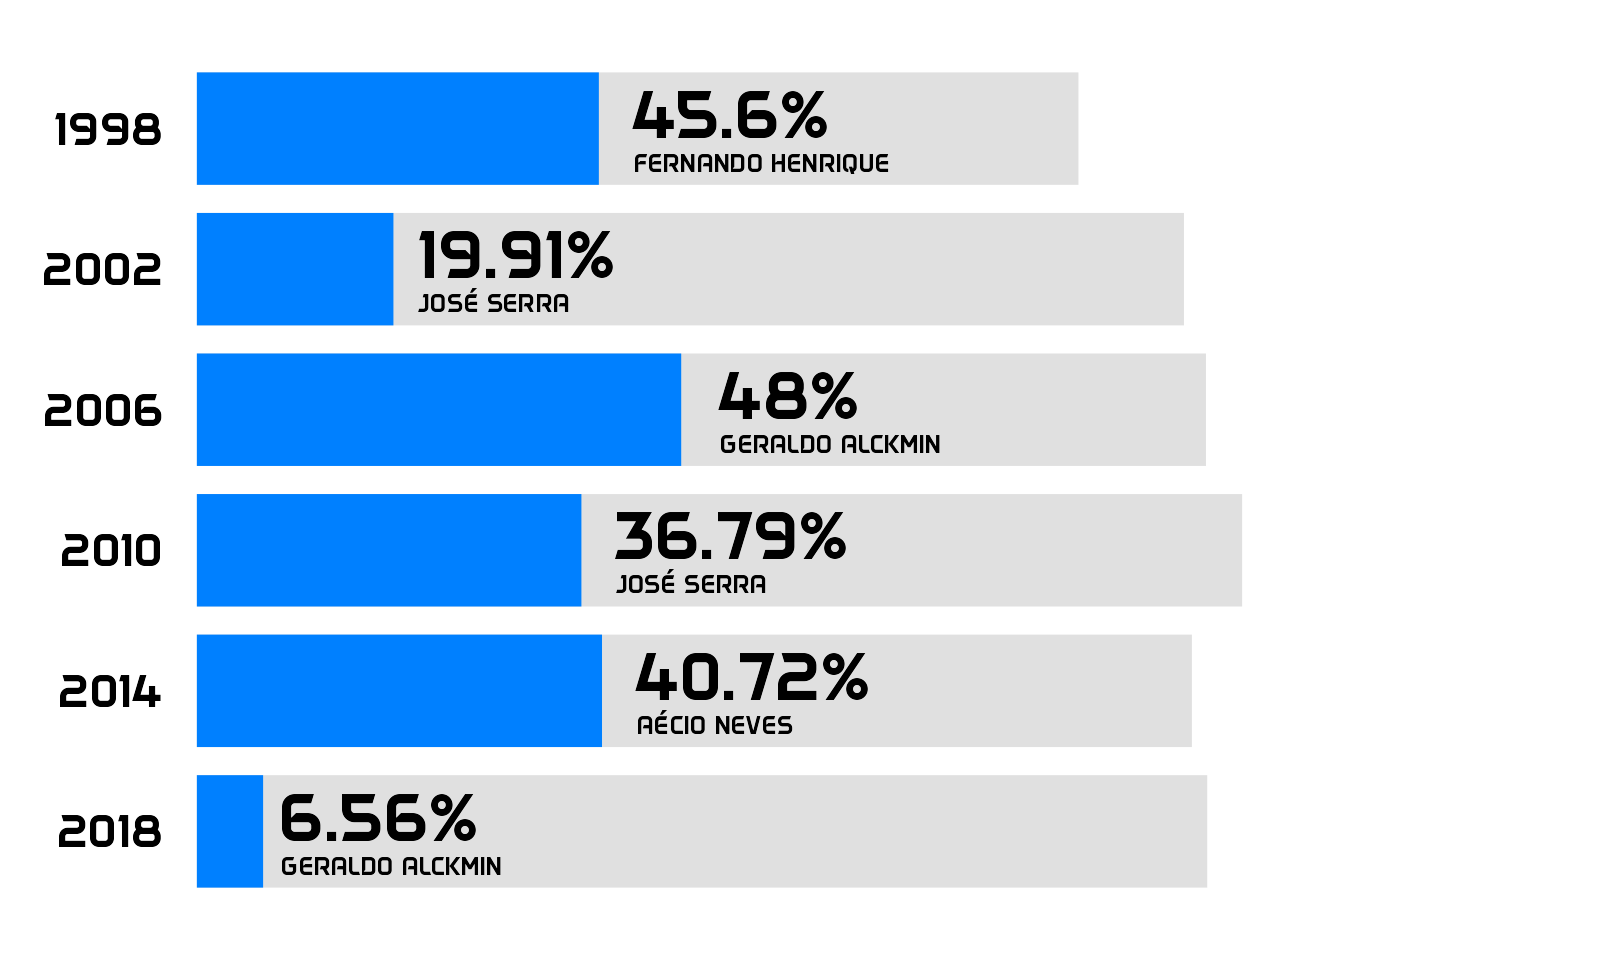 1998
45.6%
FERNANDO HENRIQUE
2002
19.91%
JOSÉ SERRA
2006
48%
GERALDO ALCKMIN
2010
36.79%
JOSÉ SERRA
2014
40.72%
AÉCIO NEVES
2018
6.56%
GERALDO ALCKMIN